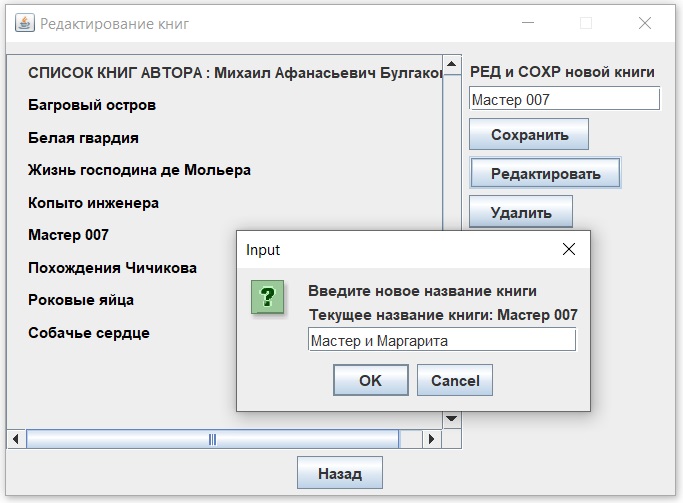 Редактирование книг
СПИСОК КНИГ АВТОРА : Михаил Афанасьевич Булгаков
Багровый остров
Белая гвардия
Жизнь господина де Мольера
Копыто инженера
Мастер 007
Похождения Чичикова
Роковые яйца
Собачье сердце
РЕД и СОХР новой книги
Мастер 007
Сохранить
Редактировать
Удалить
Input
Введите новое название книги
Текущее название книги: Мастер 007
Мастер и Маргарита
OK
Cancel
Назад